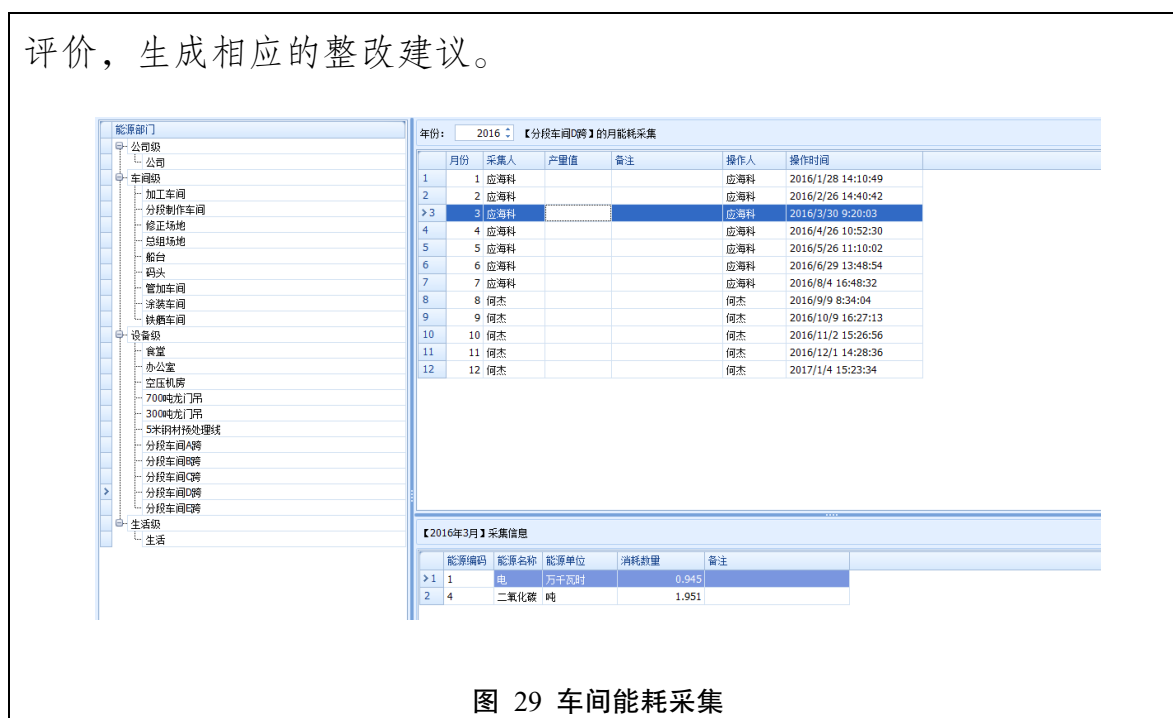 评价，生成相应的整改建议。
能源部门
公司级
公司
车间级
加工车间
分段制作车间
修正场地
总组场地
船台
码头
管加车间
涂装车间
铁舾车间
设备级
食堂
办公室
空压机房
700吨龙门吊
300吨龙门吊
5米钢材预处理线
分段车间A跨
分段车间B跨
分段车间C跨
分段车间D跨
分段车间E跨
生活级
生活
年份： 2016 【分段车间D跨】的月能耗采集
月份 采集人 产里值 备注 操作人 操作时间
1 1 应海科 应海科 2016/1/28 14:10:49
2 2 应海科 应海科 2016/2/26 14:40:42
>3 3 应海科 应海科 2016/3/30 9:20:03
4 4 应海科 应海科 2016/4/26 10:52:30
5 5 应海科 应海科 2016/5/26 11:10:02
6 6 应海科 应海科 2016/6/29 13:48:54
7 7 应海科 应海科 2016/8/4 16:48:32
8 8 何杰 何杰 2016/9/9 8:34:04
9 9 何杰 何杰 2016/10/9 16:27:13
10 10 何杰 何杰 2016/11/2 15:26:56
11 11 何杰 何杰 2016/12/1 14:28:36
12 12 何杰 何杰 2017/1/4 15:23:34
【2016年3月】采集信息
能源编码 能源名称 能源单位 消耗数量 备注
>1 1 电 万千瓦时 0.945
2 4 二氧化碳 吨 1.951
图 29 车间能耗采集